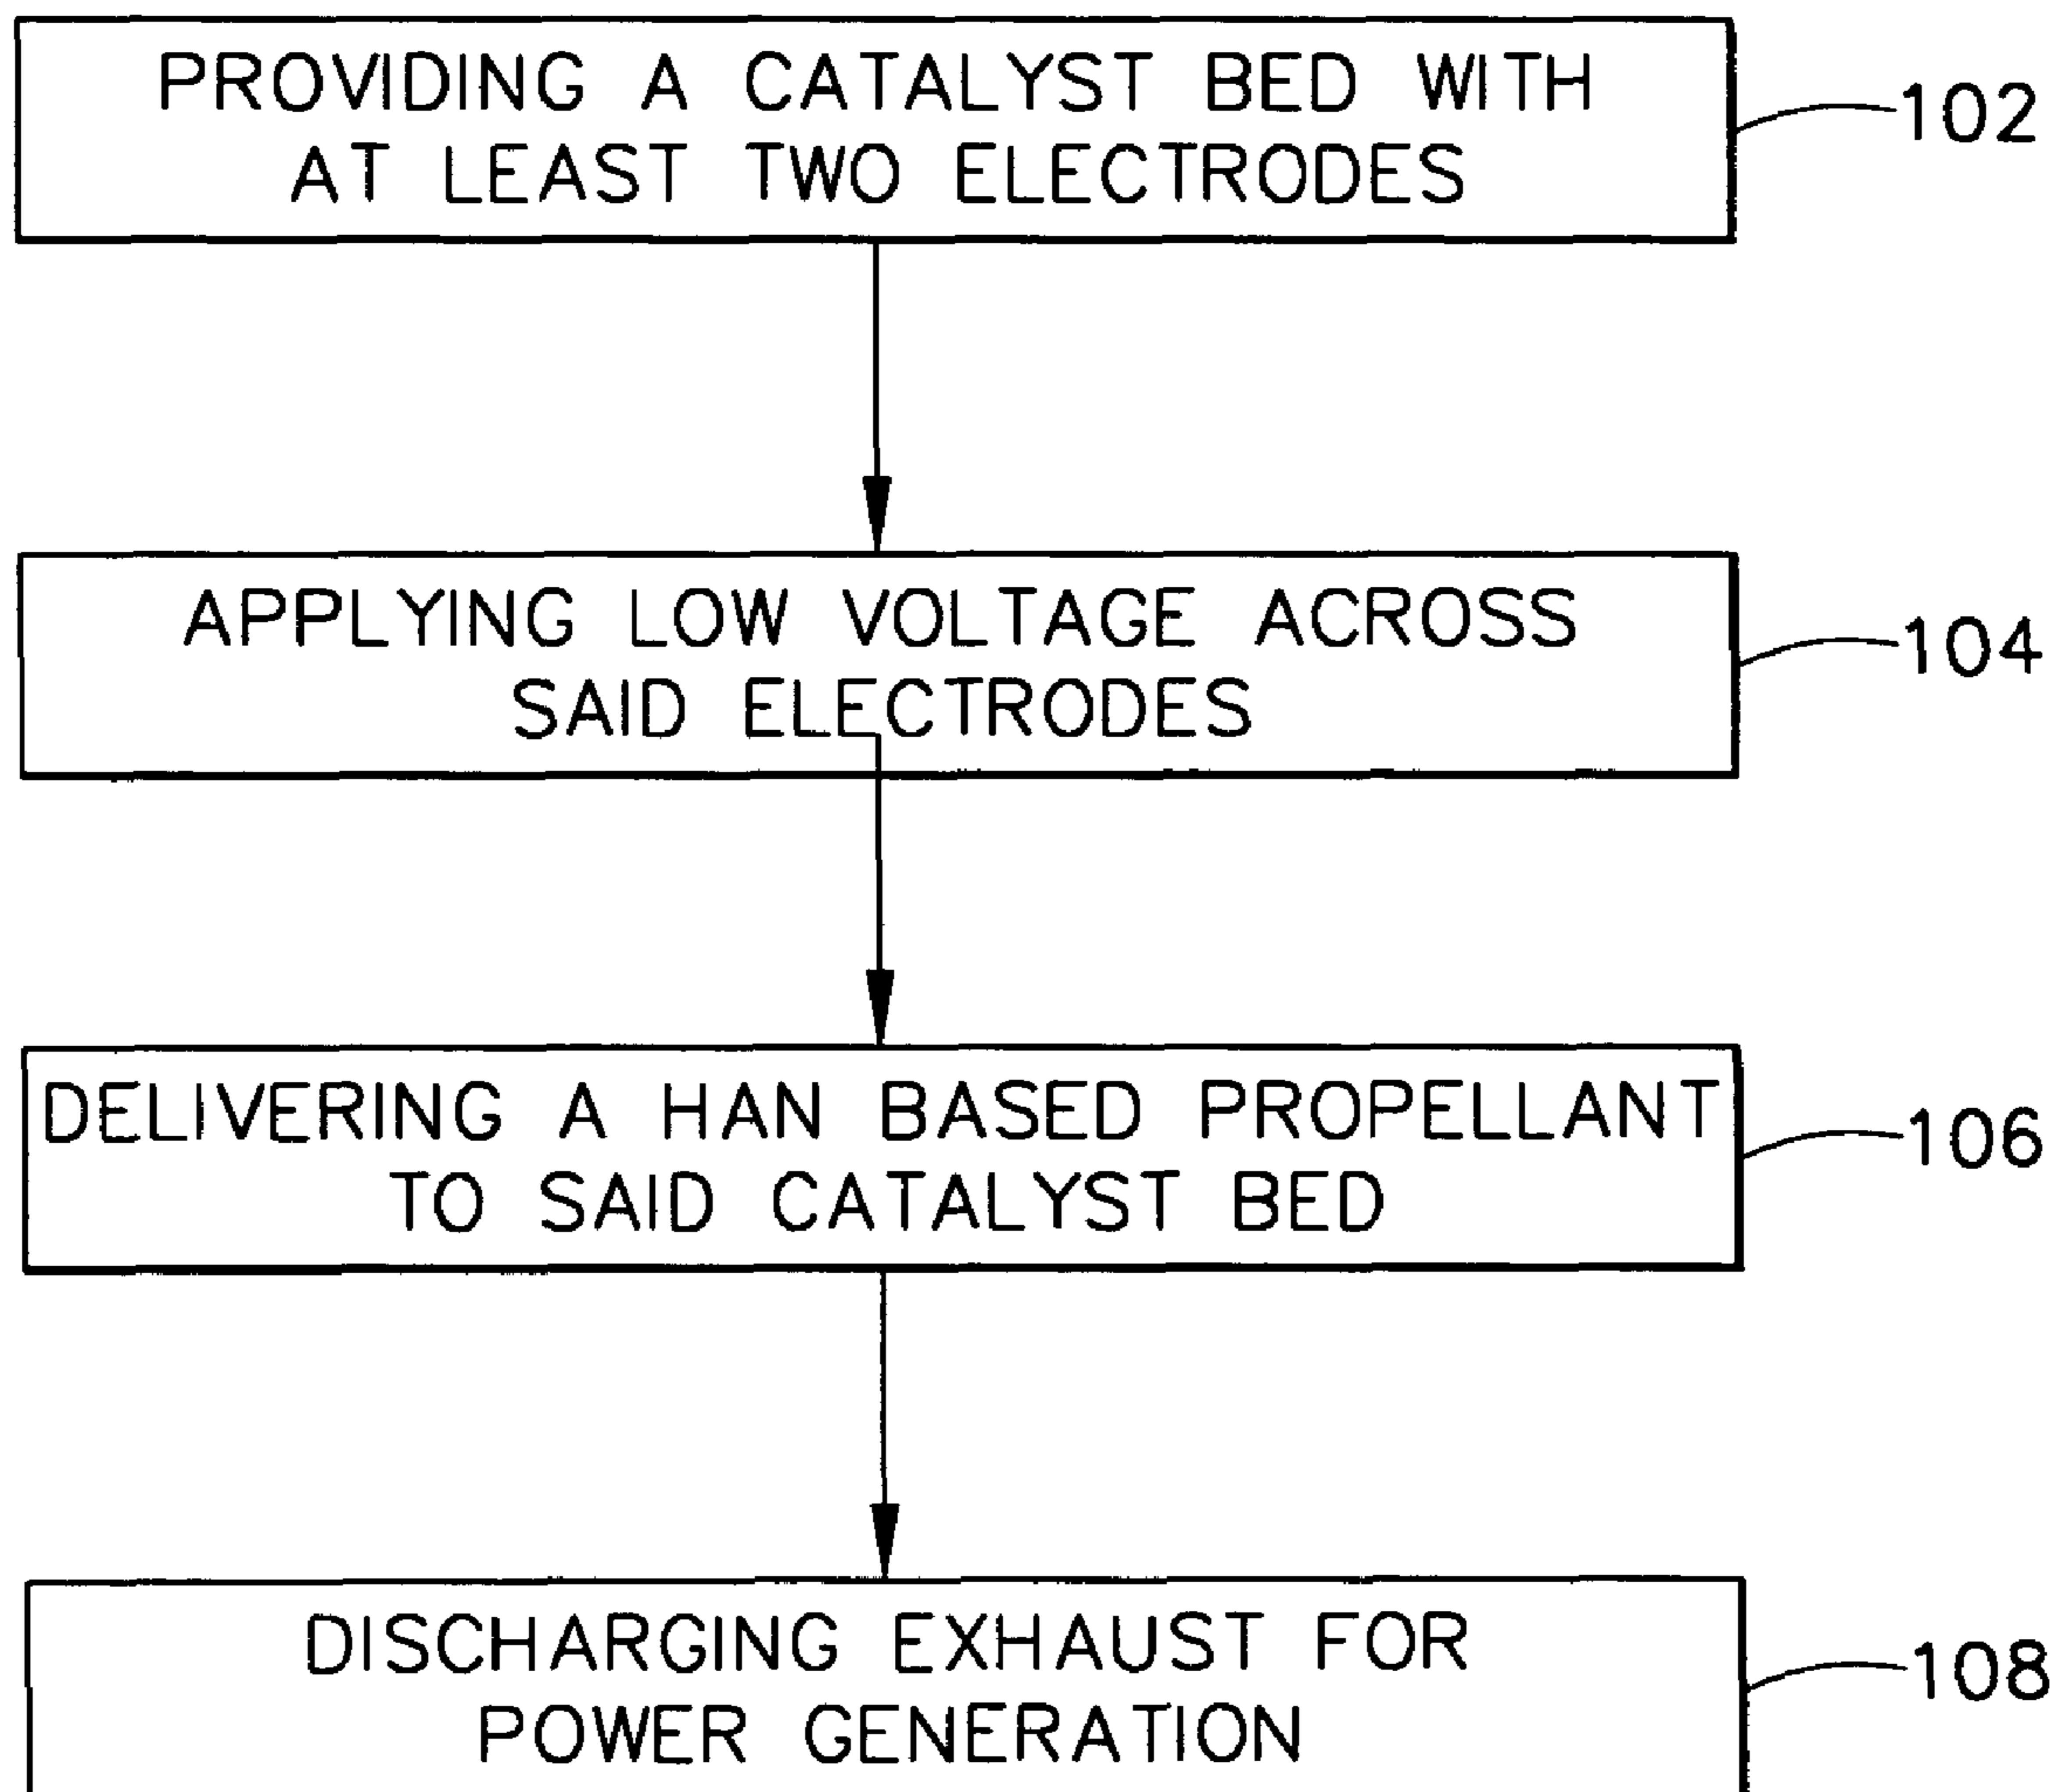 PROVIDING A CATALYST BED WITH
AT LEAST TWO ELECTRODES
102
APPLYING LOW VOLTAGE ACROSS
SAID ELECTRODES
104
DELIVERING A HAN BASED PROPELLANT
TO SAID CATALYST BED
106
DISCHARGING EXHAUST FOR
POWER GENERATION
108